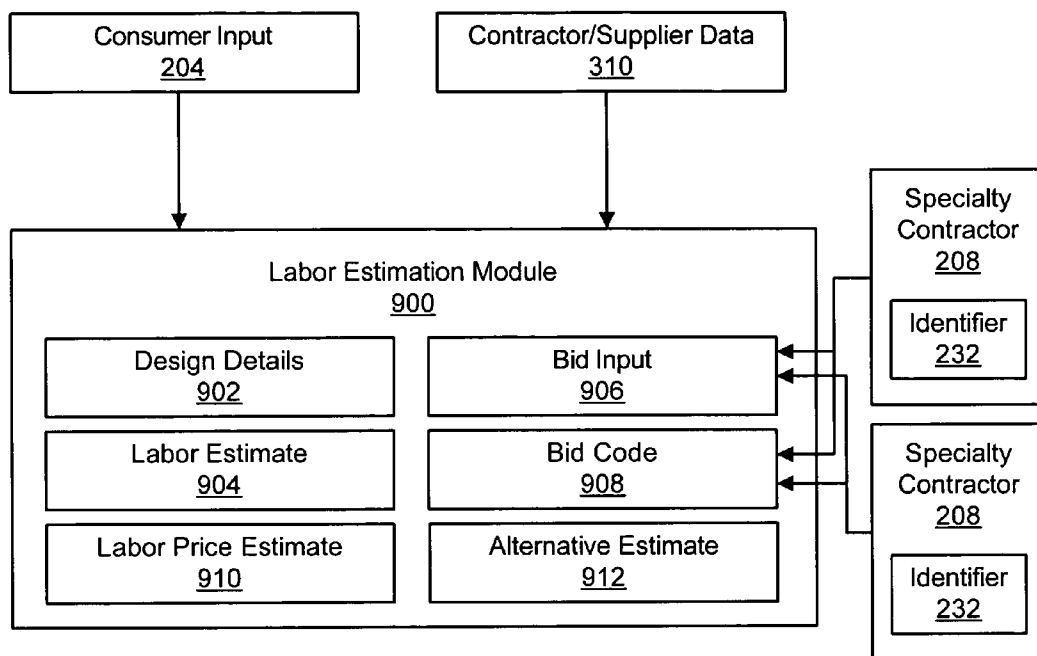 Consumer Input
204
Contractor/Supplier Data
310
Labor Estimation Module
900
Design Details
902
Bid Input
906
Labor Estimate
904
Bid Code
908
Labor Price Estimate
910
Alternative Estimate
912
Specialty
Contractor
208
Identifier
232
Specialty
Contractor
208
Identifier
232